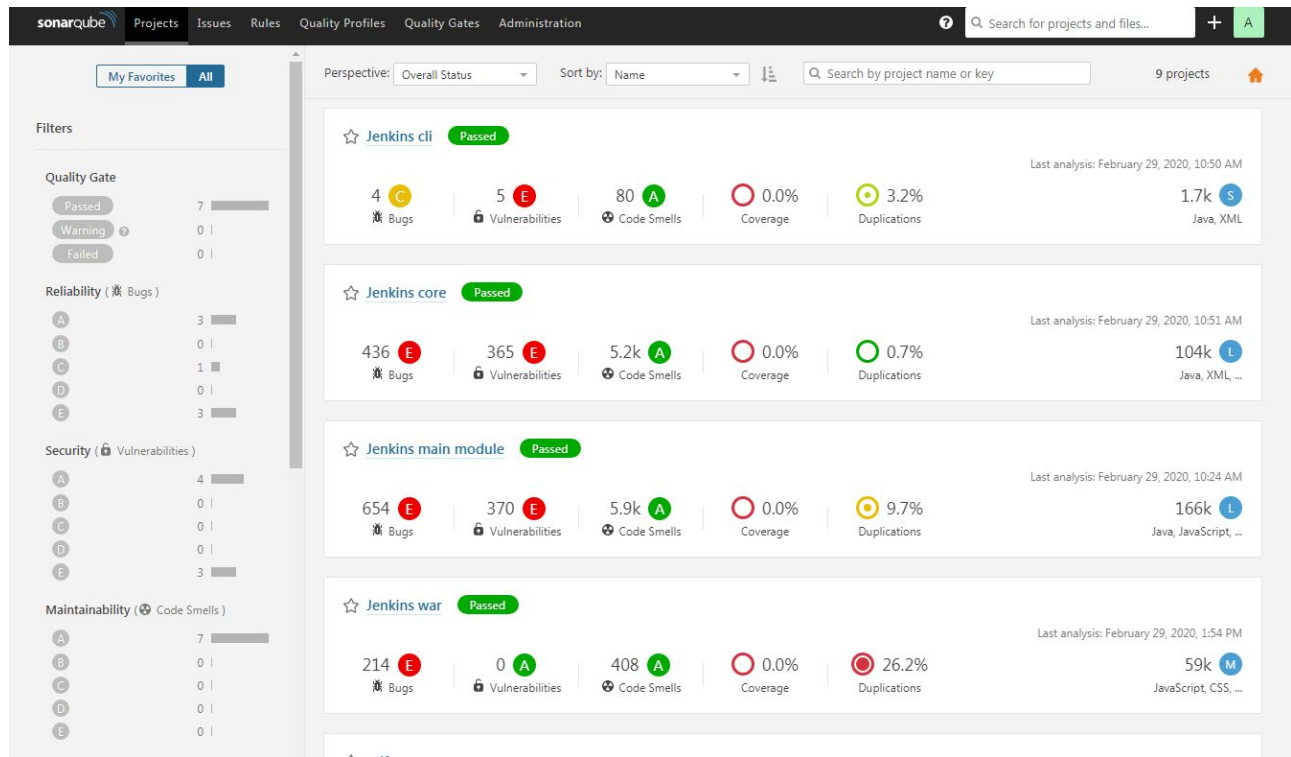 sonarqube Projects Issues Rules Quality Profiles Quality Gates Administration Search for projects and files... + A
My Favorites All
Perspective: Overall Status Sort by: Name Search by project name or key 9 projects
Filters
Quality Gate
Passed 7
Warning 0
Failed 0
Reliability ( Bugs )
A 3
B 0
C 1
D 0
E 3
Security ( Vulnerabilities )
A 4
B 0
C 0
D 0
E 3
Maintainability ( Code Smells )
A 7
B 0
C 0
D 0
E 0
Jenkins cli Passed
Last analysis: February 29, 2020, 10:50 AM
4 C 5 E 80 A 0.0% 3.2% 1.7k S
Bugs Vulnerabilities Code Smells Coverage Duplications Java, XML
Jenkins core Passed
Last analysis: February 29, 2020, 10:51 AM
436 E 365 E 5.2k A 0.0% 0.7% 104k L
Bugs Vulnerabilities Code Smells Coverage Duplications Java, XML, ...
Jenkins main module Passed
Last analysis: February 29, 2020, 10:24 AM
654 E 370 E 5.9k A 0.0% 9.7% 166k L
Bugs Vulnerabilities Code Smells Coverage Duplications Java, JavaScript, ...
Jenkins war Passed
Last analysis: February 29, 2020, 1:54 PM
214 E 0 A 408 A 0.0% 26.2% 59k M
Bugs Vulnerabilities Code Smells Coverage Duplications JavaScript, CSS, ...